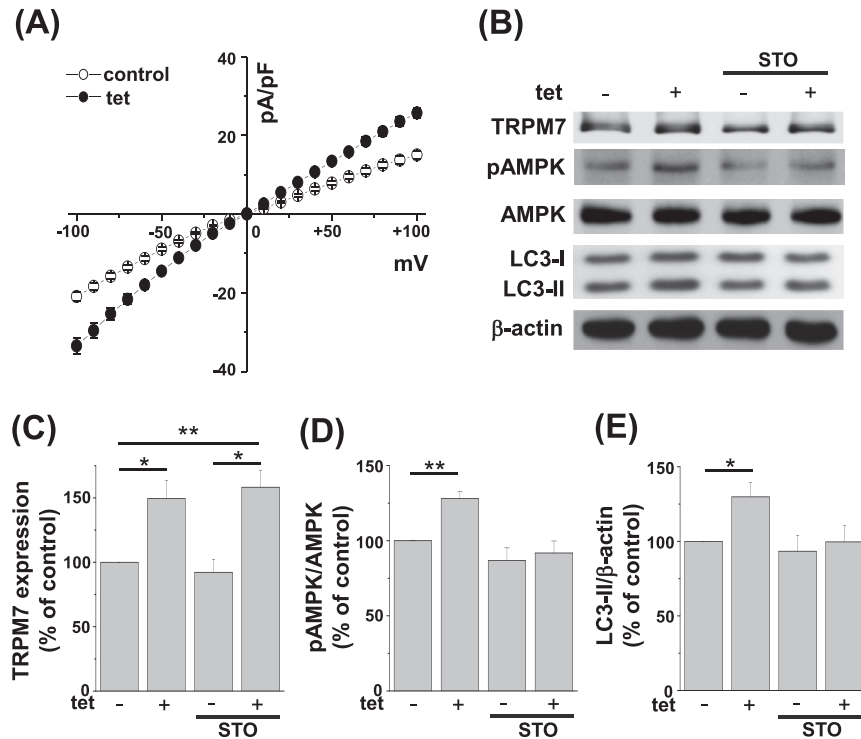 (A)
control
tet
pA/pF
40
20
-100
-50
0
+50
+100
mV
-20
-40
(B)
STO
tet - + - +
TRPM7
pAMPK
AMPK
LC3-I
LC3-II
β-actin
(C)
**
* *
150
100
50
0
TRPM7 expression
(% of control)
tet - + - +
STO
(D)
**
150
100
50
0
pAMPK/AMPK
(% of control)
tet - + - +
STO
(E)
*
150
100
50
0
LC3-II/β-actin
(% of control)
tet - + - +
STO